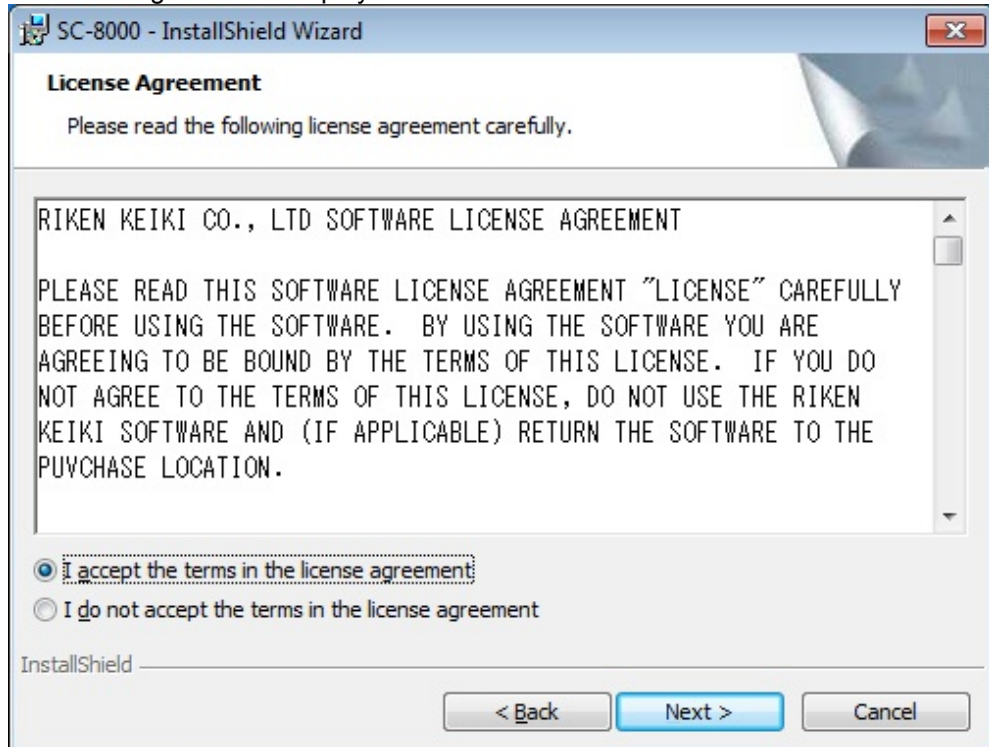 SC-8000 - InstallShield Wizard
License Agreement
Please read the following license agreement carefully.
RIKEN KEIKI CO., LTD SOFTWARE LICENSE AGREEMENT
PLEASE READ THIS SOFTWARE LICENSE AGREEMENT "LICENSE" CAREFULLY
BEFORE USING THE SOFTWARE. BY USING THE SOFTWARE YOU ARE
AGREEING TO BE BOUND BY THE TERMS OF THIS LICENSE. IF YOU DO
NOT AGREE TO THE TERMS OF THIS LICENSE, DO NOT USE THE RIKEN
KEIKI SOFTWARE AND (IF APPLICABLE) RETURN THE SOFTWARE TO THE
PUVCHASE LOCATION.
I accept the terms in the license agreement
I do not accept the terms in the license agreement
InstallShield
< Back Next > Cancel